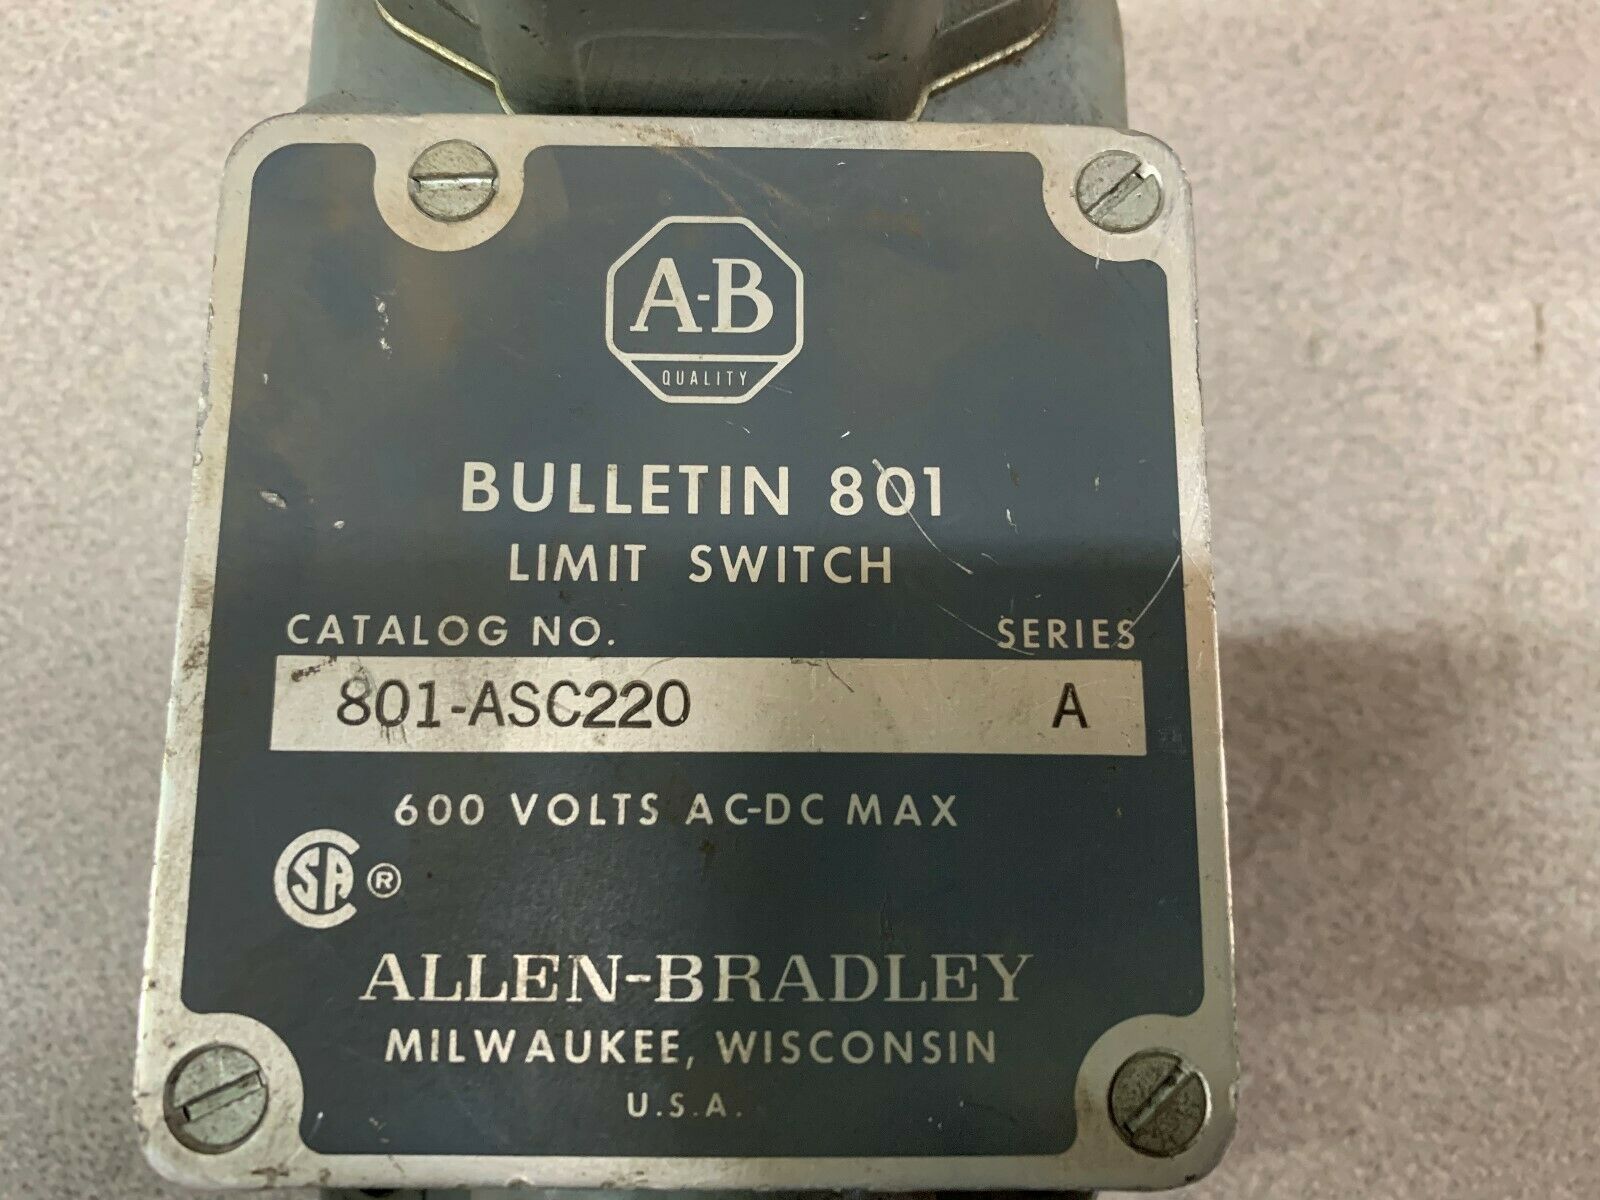 A-B
QUALITY
BULLETIN 801
LIMIT SWITCH
CATALOG NO. SERIES
801-ASC220 A
600 VOLTS AC-DC MAX
CSA ®
ALLEN-BRADLEY
MILWAUKEE, WISCONSIN
U.S.A.